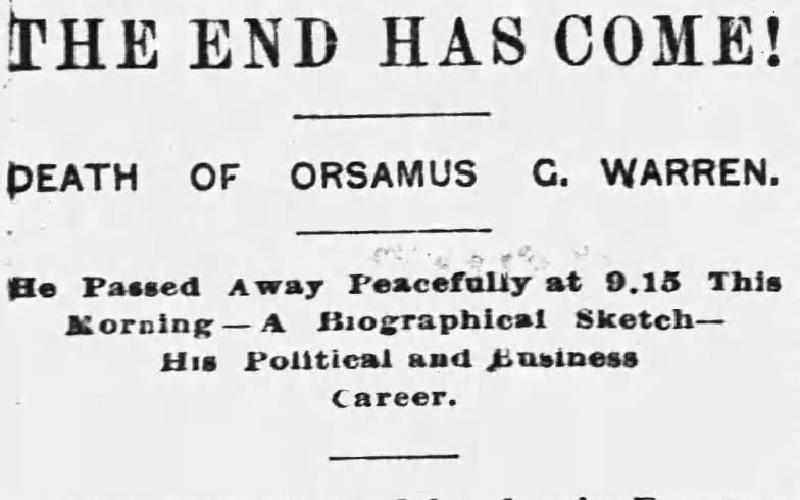 THE END HAS COME!
DEATH OF ORSAMUS G. WARREN.
He Passed Away Peacefully at 9.15 This
Morning — A Biographical Sketch—
His Political and Business
Career.